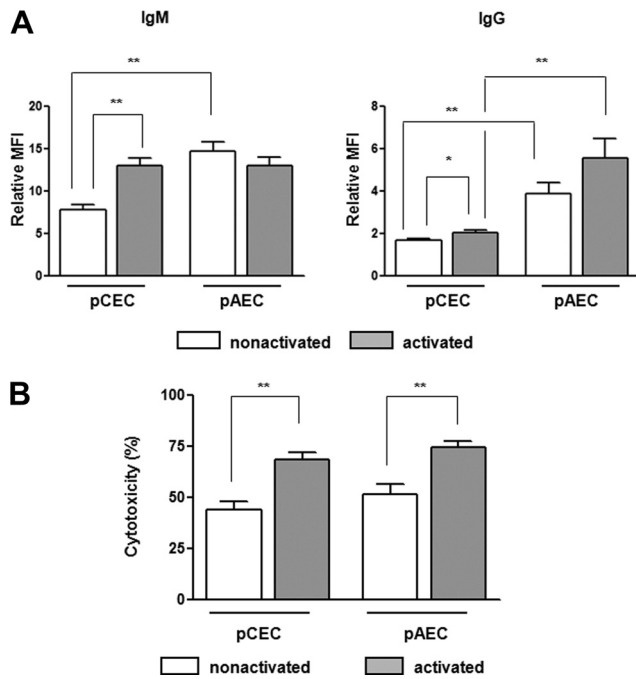 A
IgM
IgG
**
**
**
**
*
Relative MFI
20
15
10
5
0
pCEC
pAEC
Relative MFI
8
6
4
2
0
pCEC
pAEC
nonactivated
activated
B
**
**
Cytotoxicity (%)
100
75
50
25
0
pCEC
pAEC
nonactivated
activated